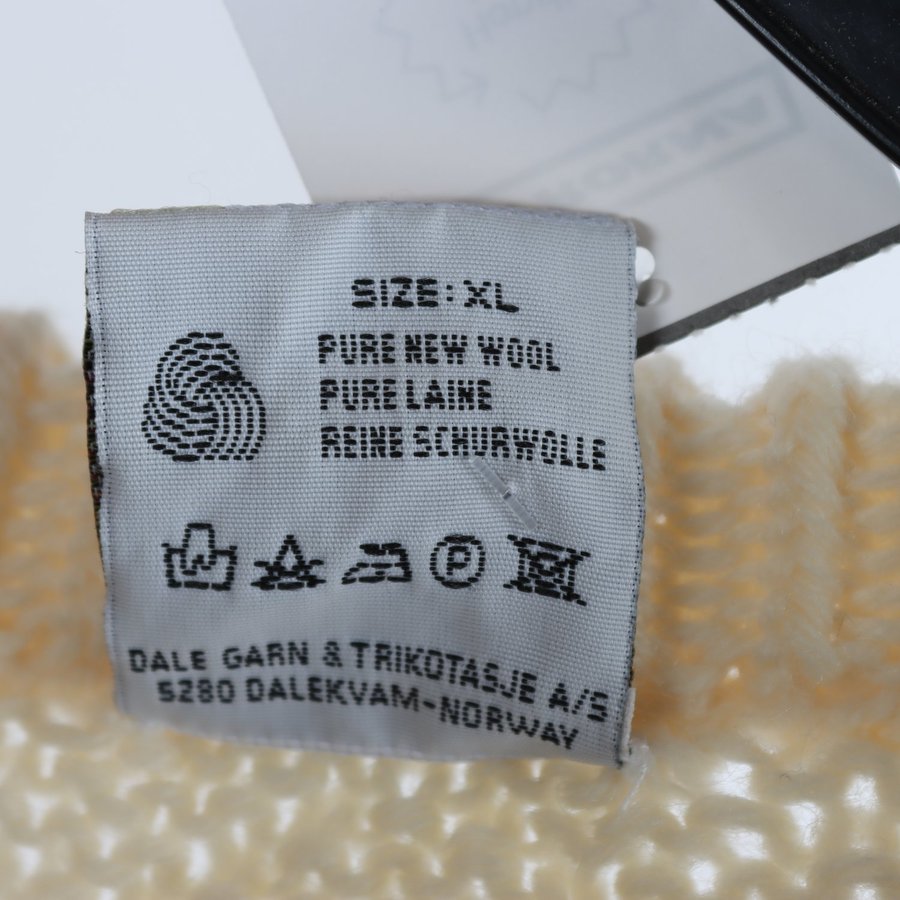 SIZE: XL
PURE NEW WOOL
PURE LAINE
REINE SCHURWOLLE
P
DALE GARN & TRIKOTASJE A/S
5280 DALEKVAM-NORWAY